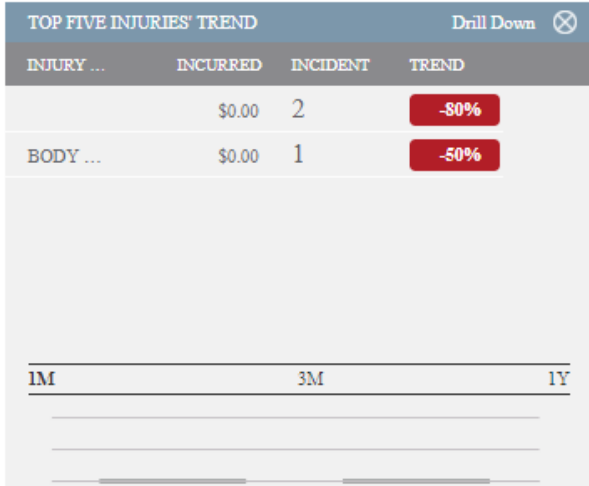 TOP FIVE INJURIES' TREND Drill Down
INJURY ... INCURRED INCIDENT TREND
$0.00 2 -80%
BODY ... $0.00 1 -50%
1M 3M 1Y